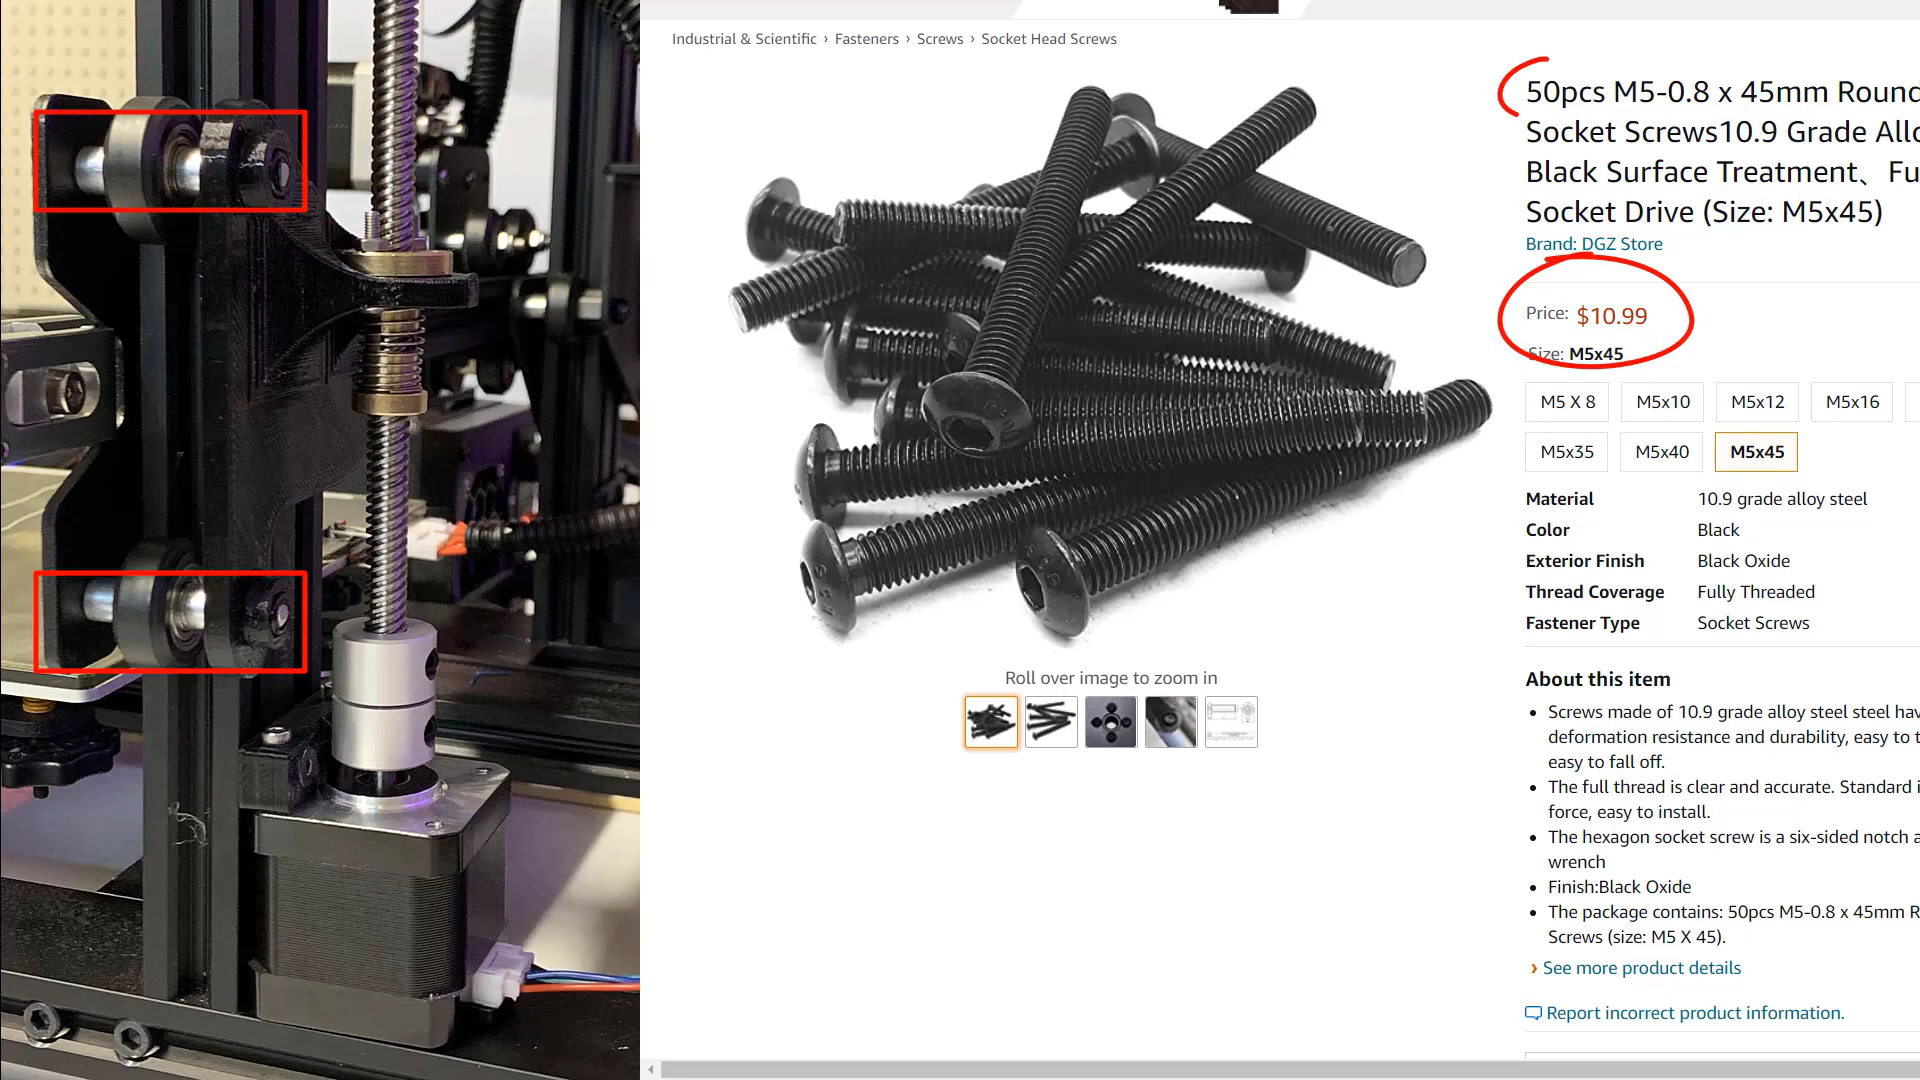 Industrial & Scientific › Fasteners › Screws › Socket Head Screws
50pcs M5-0.8 x 45mm Round
Socket Screws10.9 Grade Allo
Black Surface Treatment、 Fu
Socket Drive (Size: M5x45)
Brand: DGZ Store
Price: $10.99
Size: M5x45
M5 X 8 M5x10 M5x12 M5x16
M5x35 M5x40 M5x45
Material 10.9 grade alloy steel
Color Black
Exterior Finish Black Oxide
Thread Coverage Fully Threaded
Fastener Type Socket Screws
Roll over image to zoom in
About this item
• Screws made of 10.9 grade alloy steel steel hav
deformation resistance and durability, easy to t
easy to fall off.
• The full thread is clear and accurate. Standard i
force, easy to install.
• The hexagon socket screw is a six-sided notch a
wrench
• Finish:Black Oxide
• The package contains: 50pcs M5-0.8 x 45mm R
Screws (size: M5 X 45).
› See more product details
Report incorrect product information.